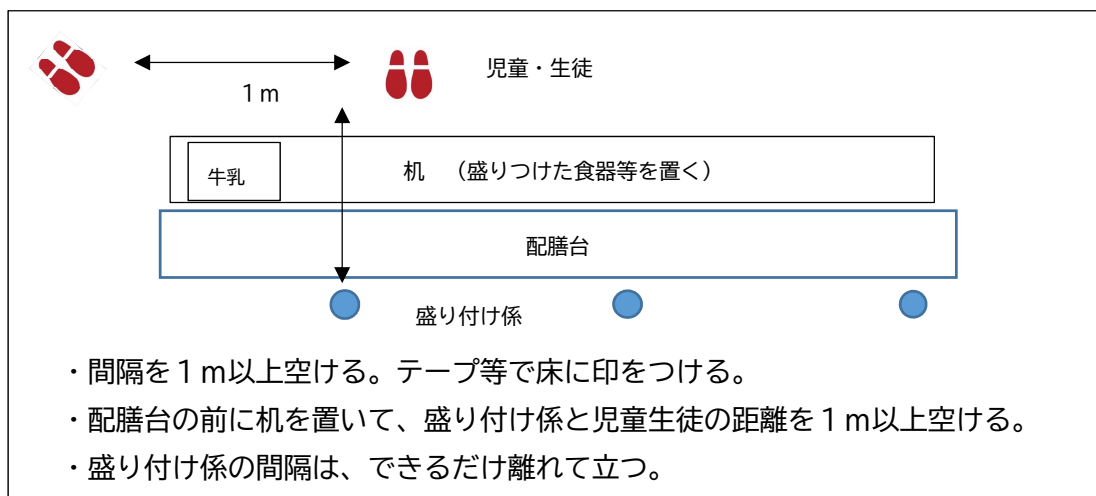 児童・生徒
１ｍ
牛乳
机　（盛りつけた食器等を置く）
配膳台
盛り付け係
・間隔を１ｍ以上空ける。テープ等で床に印をつける。
・配膳台の前に机を置いて、盛り付け係と児童生徒の距離を１ｍ以上空ける。
・盛り付け係の間隔は、できるだけ離れて立つ。